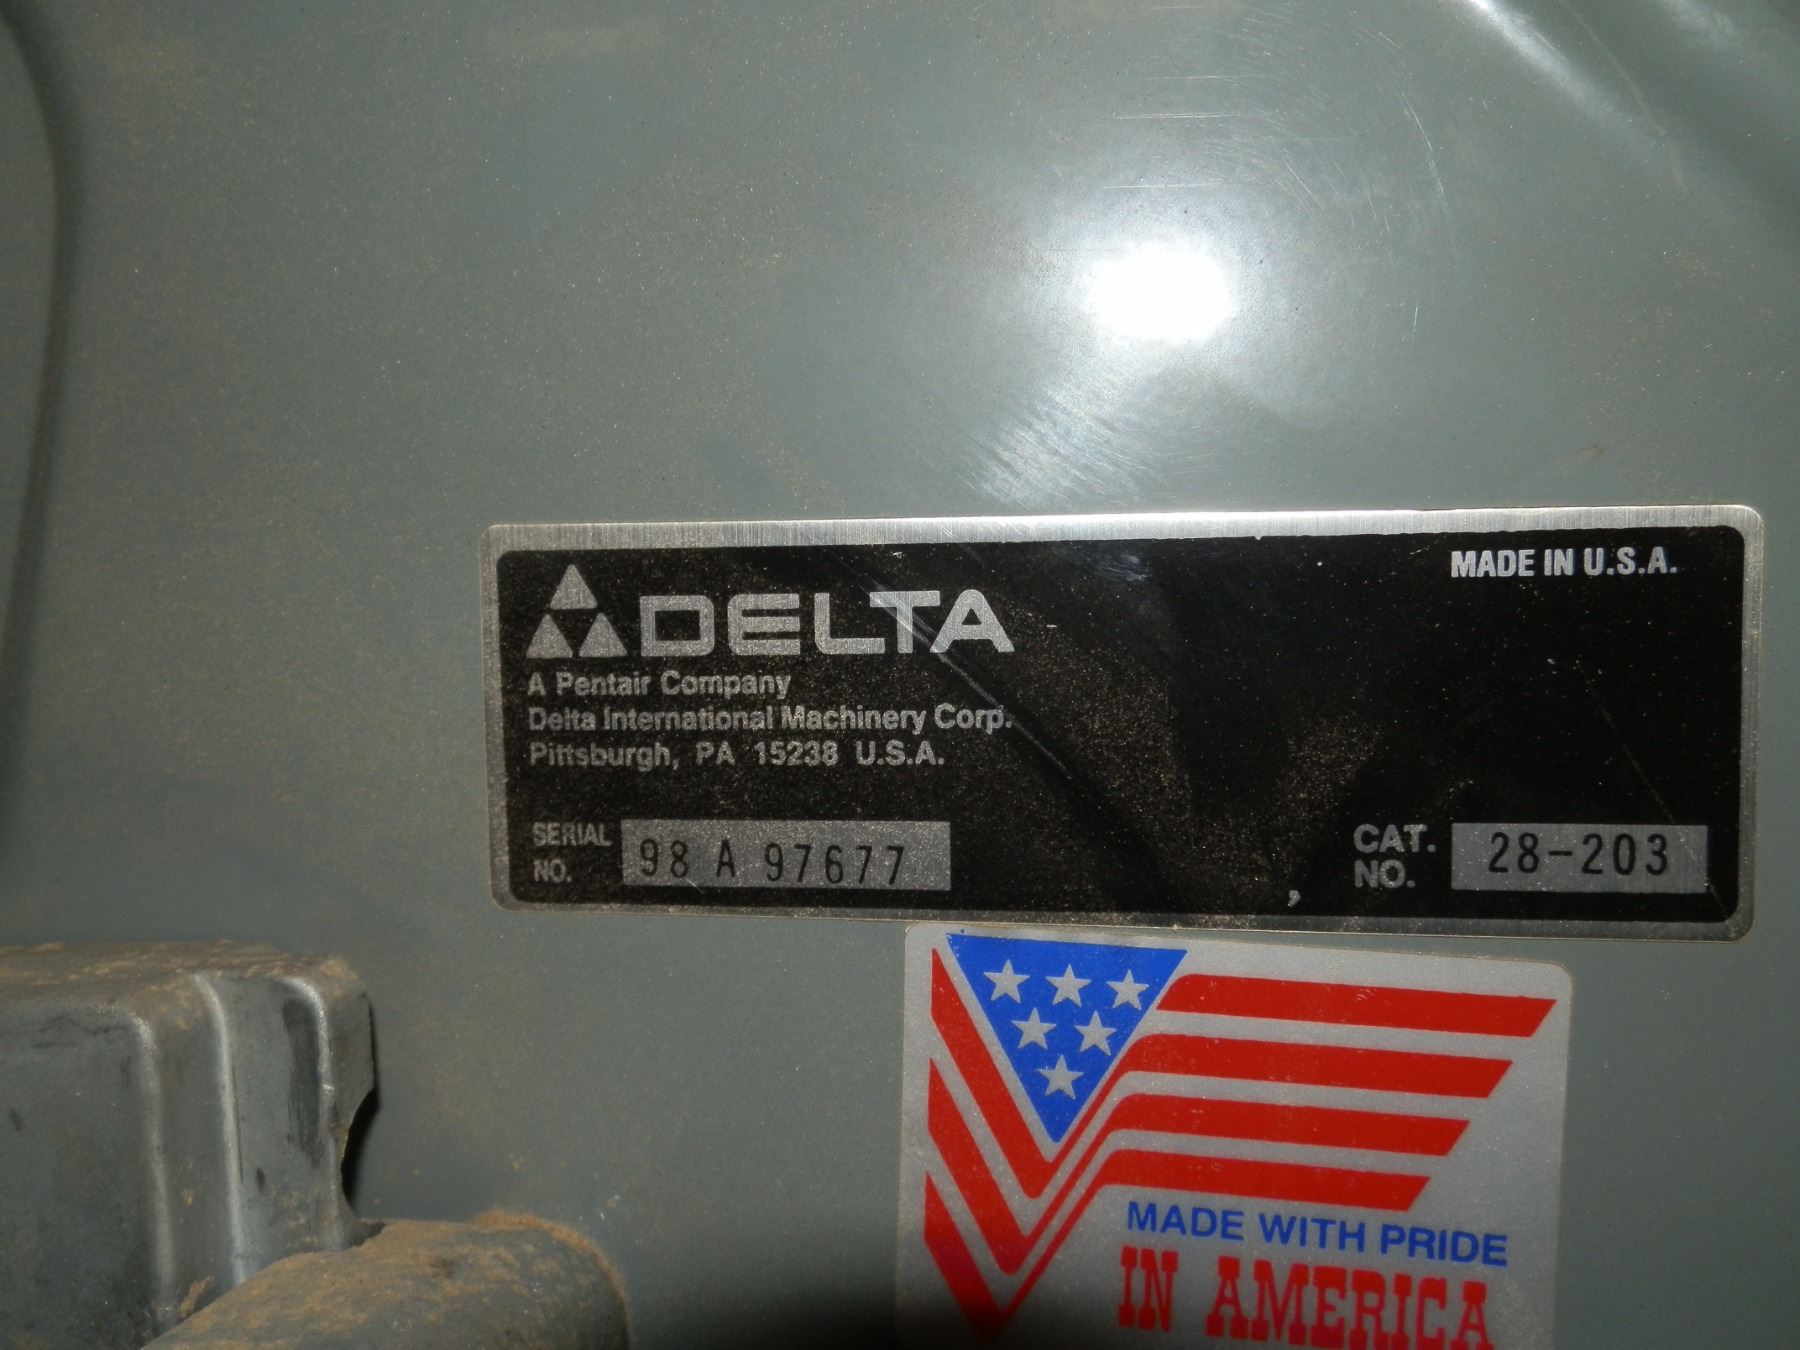 MADE IN U.S.A.
DELTA
A Pentair Company
Delta International Machinery Corp.
Pittsburgh, PA 15238 U.S.A.
SERIAL NO. 98 A 97677
CAT. NO. 28-203
MADE WITH PRIDE
IN AMERICA